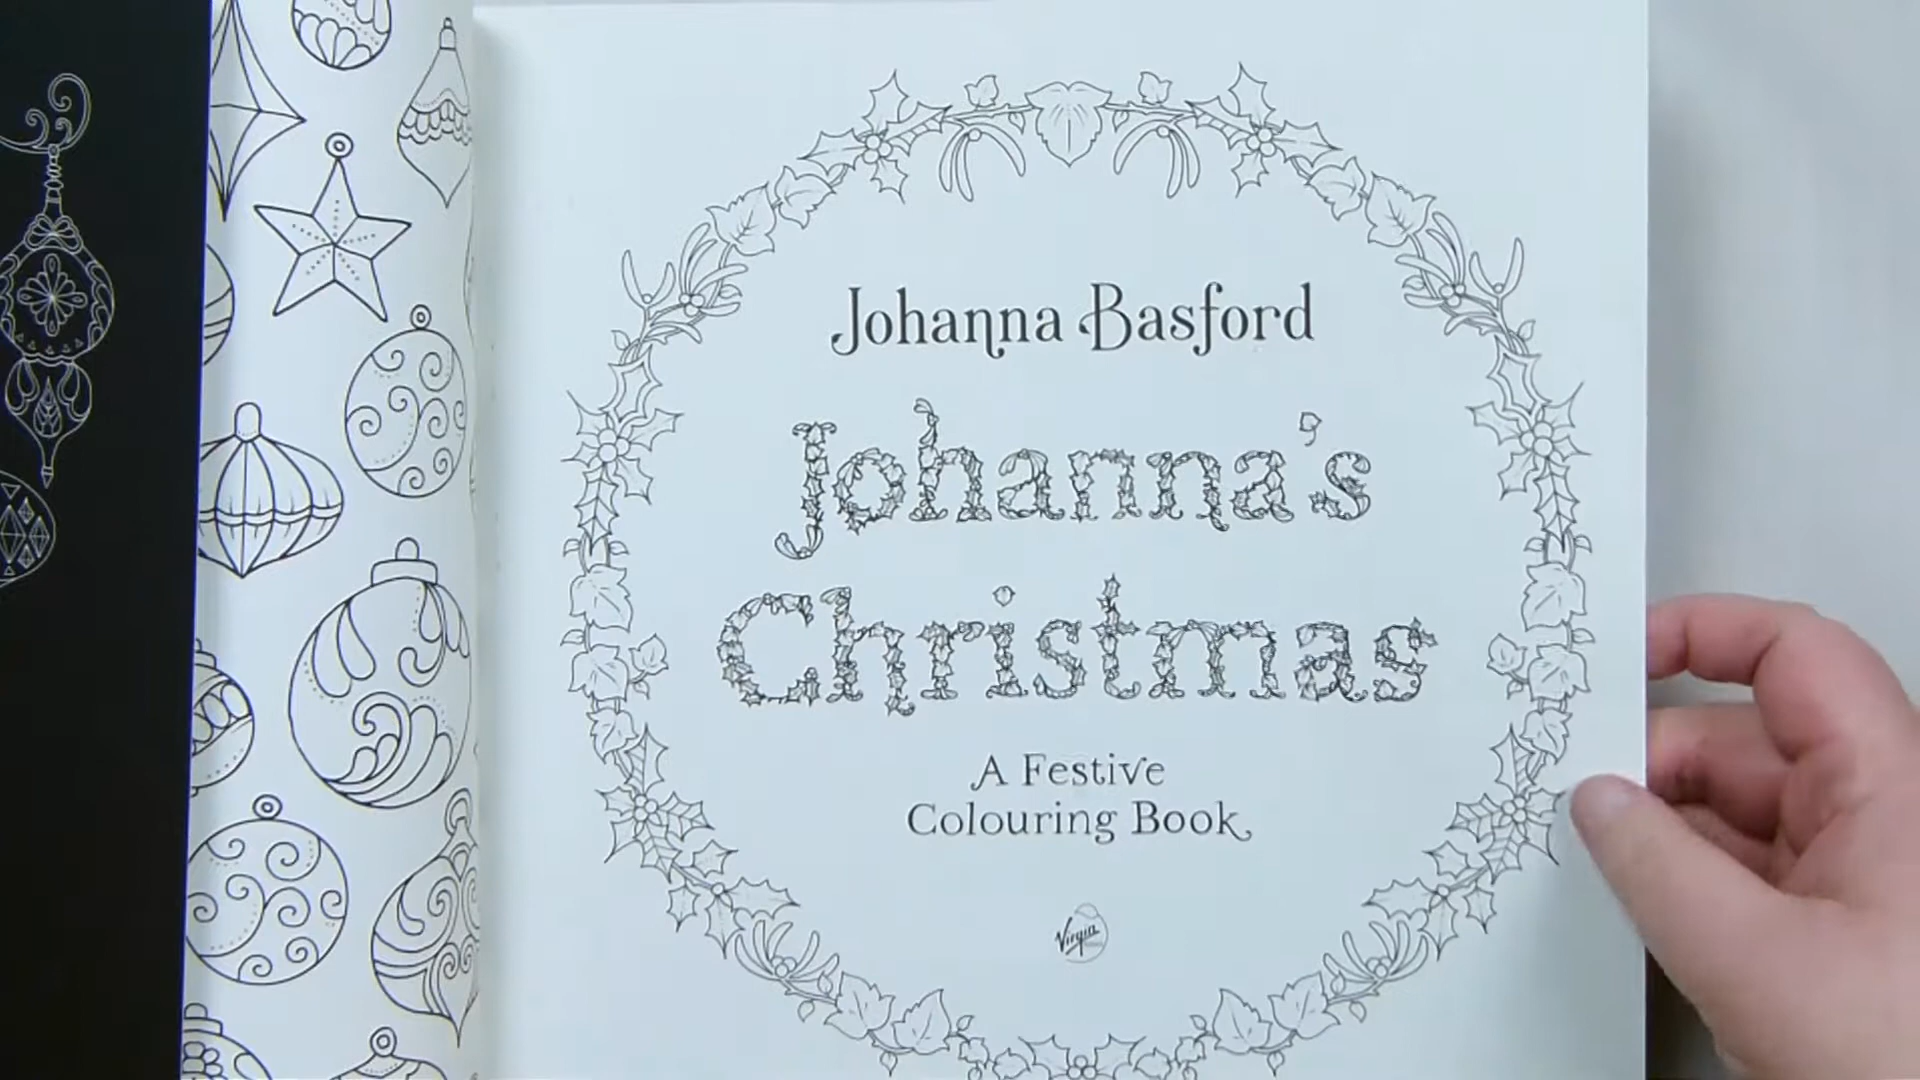 Johanna Basford
Johanna's
Christmas
A Festive
Colouring Book
Virgin